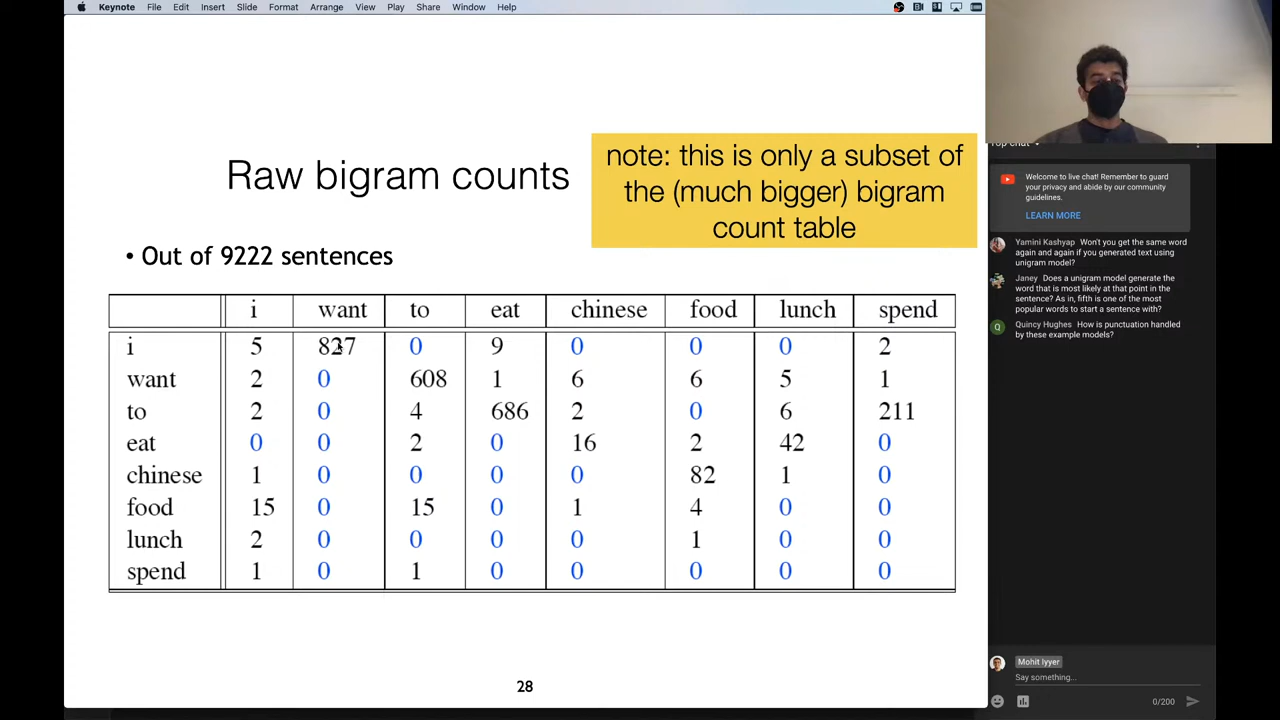 Keynote File Edit Insert Slide Format Arrange View Play Share Window Help
Raw bigram counts
note: this is only a subset of
the (much bigger) bigram
count table
• Out of 9222 sentences
i want to eat chinese food lunch spend
i 5 827 0 9 0 0 0 2
want 2 0 608 1 6 6 5 1
to 2 0 4 686 2 0 6 211
eat 0 0 2 0 16 2 42 0
chinese 1 0 0 0 0 82 1 0
food 15 0 15 0 1 4 0 0
lunch 2 0 0 0 0 1 0 0
spend 1 0 1 0 0 0 0 0
28
Top chat
Welcome to live chat! Remember to guard
your privacy and abide by our community
guidelines.
LEARN MORE
Yamini Kashyap Won't you get the same word
again and again if you generated text using
unigram model?
Janey Does a unigram model generate the
word that is most likely at that point in the
sentence? As in, fifth is one of the most
popular words to start a sentence with?
Q
Quincy Hughes How is punctuation handled
by these example models?
Mohit Iyyer
Say something...
0/200